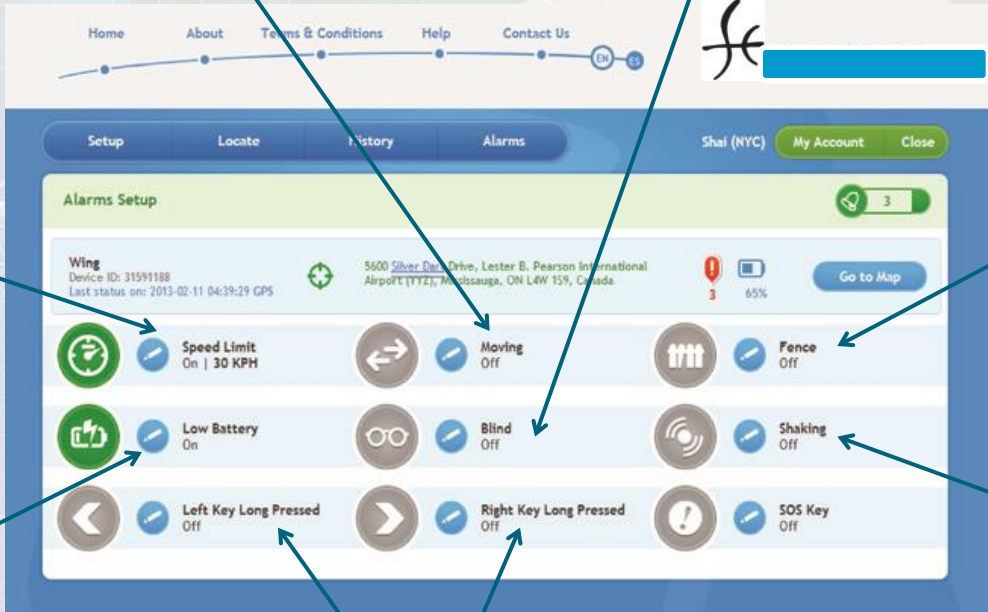 Home About Terms & Conditions Help Contact Us
EN ES
Setup Locate History Alarms Shai (NYC) My Account Close
Alarms Setup 3
Wing
Device ID: 31591188
Last status on: 2013-02-11 04:39:29 GPS
5600 Silver Dart Drive, Lester B. Pearson International
Airport (YYZ), Mississauga, ON L4W 1S9, Canada
3 65%
Go to Map
Speed Limit
On | 30 KPH
Moving
Off
Fence
Off
Low Battery
On
Blind
Off
Shaking
Off
Left Key Long Pressed
Off
Right Key Long Pressed
Off
SOS Key
Off